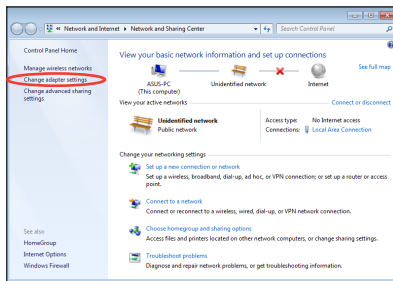 « Network and Internet ▸ Network and Sharing Center
Search Control Panel
Control Panel Home
Manage wireless networks
Change adapter settings
Change advanced sharing
settings
See also
HomeGroup
Internet Options
Windows Firewall
View your basic network information and set up connections
See full map
ASUS-PC
(This computer)
Unidentified network
Internet
View your active networks
Connect or disconnect
Unidentified network
Public network
Access type: No Internet access
Connections: Local Area Connection
Change your networking settings
Set up a new connection or network
Set up a wireless, broadband, dial-up, ad hoc, or VPN connection; or set up a router or access
point.
Connect to a network
Connect or reconnect to a wireless, wired, dial-up, or VPN network connection.
Choose homegroup and sharing options
Access files and printers located on other network computers, or change sharing settings.
Troubleshoot problems
Diagnose and repair network problems, or get troubleshooting information.